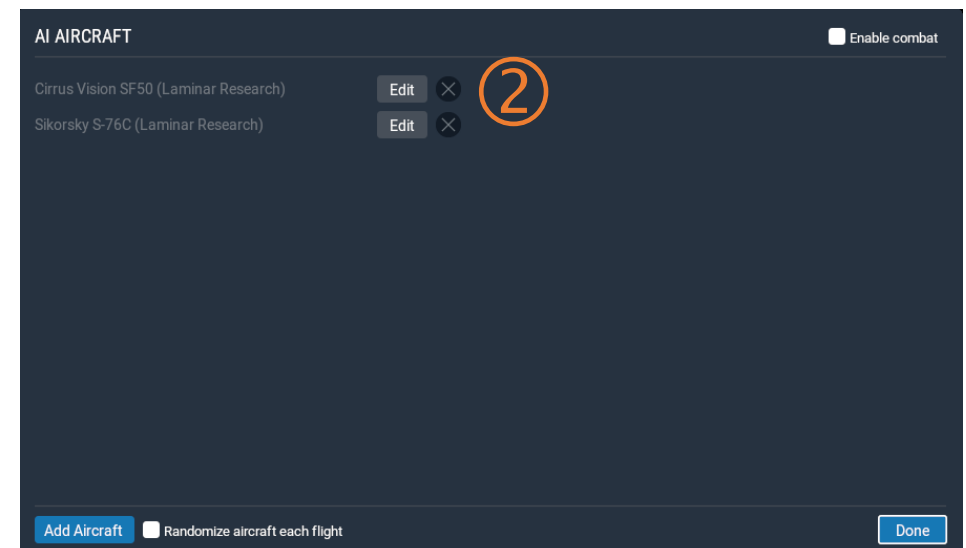 AI AIRCRAFT
Enable combat
Cirrus Vision SF50 (Laminar Research)
Edit
②
Sikorsky S-76C (Laminar Research)
Edit
Add Aircraft
Randomize aircraft each flight
Done